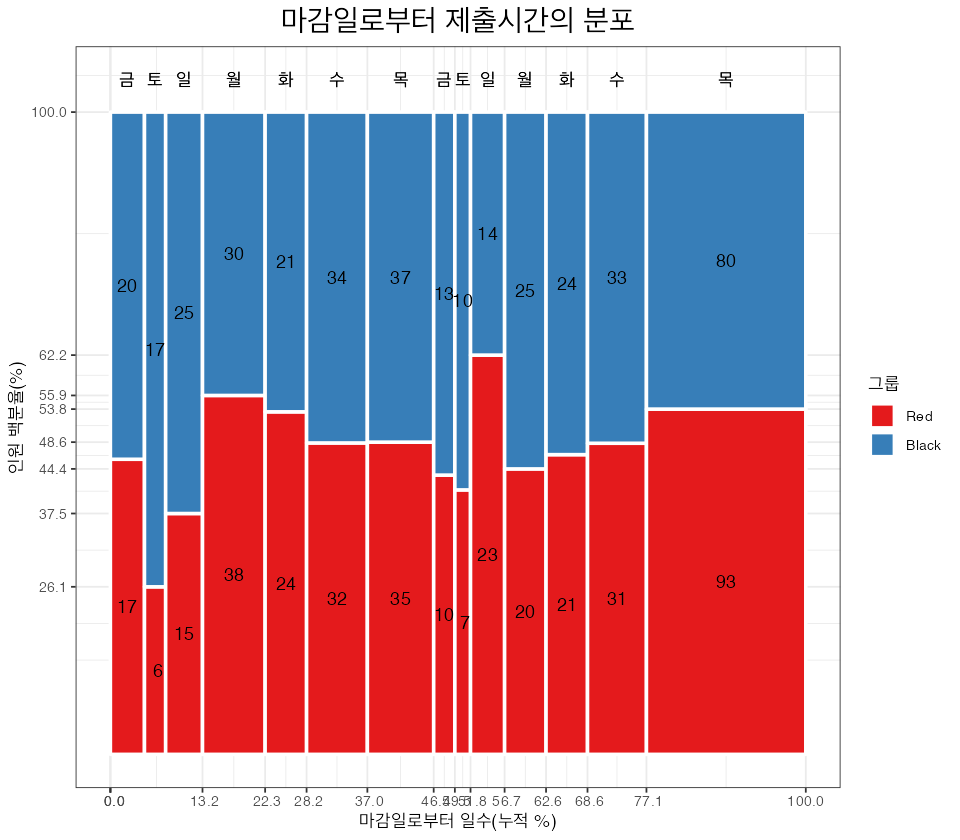 마감일로부터 제출시간의 분포
금 토 일 월 화 수 목 금 토 일 월 화 수 목
100.0
62.2
55.9
53.8
48.6
44.4
37.5
26.1
인원 백분율(%)
20 17 25 30 21 34 37 13 10 14 25 24 33 80
17 6 15 38 24 32 35 10 7 23 20 21 31 93
0.0 13.2 22.3 28.2 37.0 56.7 62.6 68.6 77.1 100.0
마감일로부터 일수(누적 %)
그룹
Red
Black